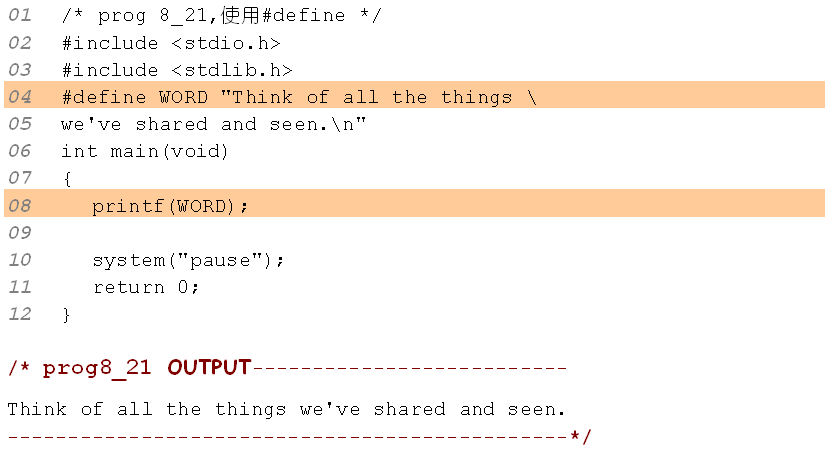 01 /* prog 8_21,使用#define */
02 #include <stdio.h>
03 #include <stdlib.h>
04 #define WORD "Think of all the things \
05 we've shared and seen.\n"
06 int main(void)
07 {
08 printf(WORD);
09
10 system("pause");
11 return 0;
12 }
/* prog8_21 OUTPUT--------------------------
Think of all the things we've shared and seen.
-----------------------------------------------*/